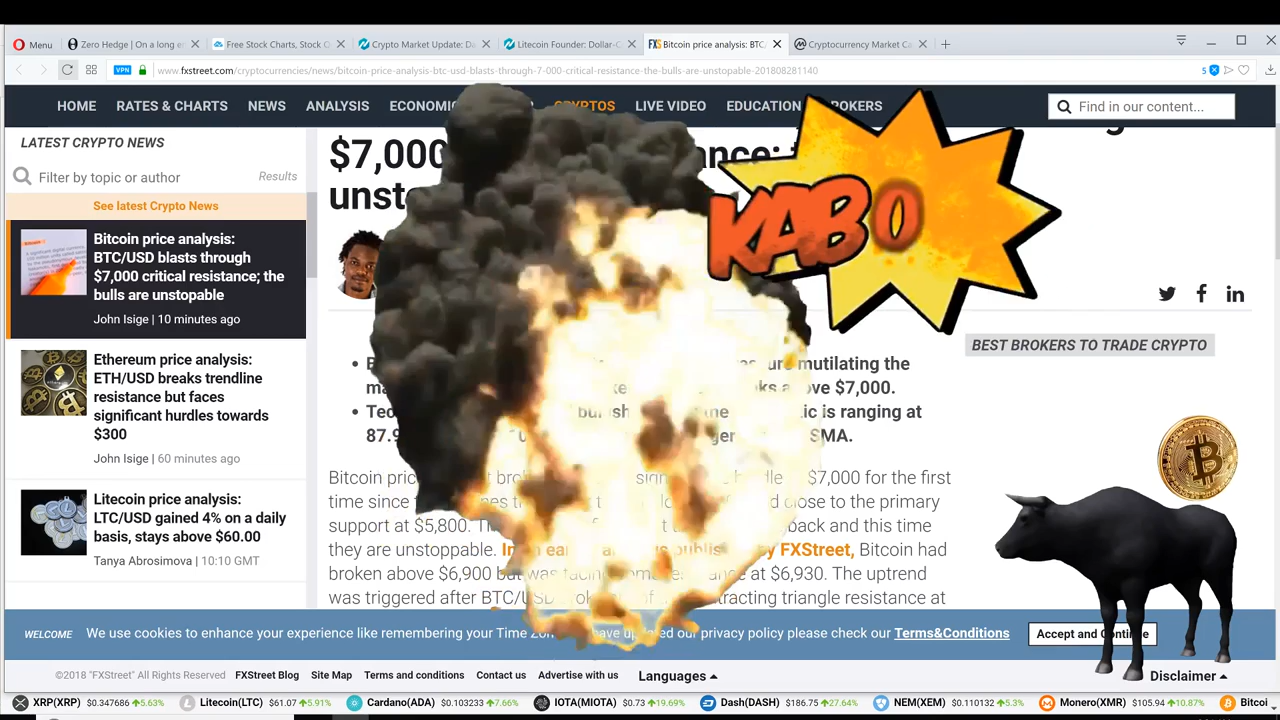 Menu
Zero Hedge | On a long e
Free Stock Charts, Stock Q
Crypto Market Update: Da
Litecoin Founder: Dollar-C
FXS Bitcoin price analysis: BTC/
Cryptocurrency Market Ca
VPN
www.fxstreet.com/cryptocurrencies/news/bitcoin-price-analysis-btc-usd-blasts-through-7-000-critical-resistance-the-bulls-are-unstopable-201808281140
5
HOME RATES & CHARTS NEWS ANALYSIS CRYPTOS LIVE VIDEO EDUCATION
Find in our content...
LATEST CRYPTO NEWS
Filter by topic or author
Results
See latest Crypto News
Bitcoin price analysis:
BTC/USD blasts through
$7,000 critical resistance; the
bulls are unstopable
John Isige | 10 minutes ago
Ethereum price analysis:
ETH/USD breaks trendline
resistance but faces
significant hurdles towards
$300
John Isige | 60 minutes ago
Litecoin price analysis:
LTC/USD gained 4% on a daily
basis, stays above $60.00
Tanya Abrosimova | 10:10 GMT
$7,000
KABO
BEST BROKERS TO TRADE CRYPTO
mutilating the
$7,000.
is ranging at
SMA.
Bitcoin $7,000 for the first
time since close to the primary
support at $5,800. and this time
they are unstoppable. by FXStreet, Bitcoin had
broken above $6,900 but was at $6,930. The uptrend
was triggered after triangle resistance at
WELCOME We use cookies to enhance your experience like remembering your Time have updated our privacy policy please check our Terms&Conditions
Accept and
©2018 "FXStreet" All Rights Reserved FXStreet Blog Site Map Terms and conditions Contact us Advertise with us Languages Disclaimer
XRP(XRP) $0.347686 5.63% Litecoin(LTC) $61.07 5.91% Cardano(ADA) $0.103233 7.66% IOTA(MIOTA) $0.73 19.69% Dash(DASH) $186.75 27.64% NEM(XEM) $0.110132 5.3% Monero(XMR) $105.94 10.87% Bitcoi